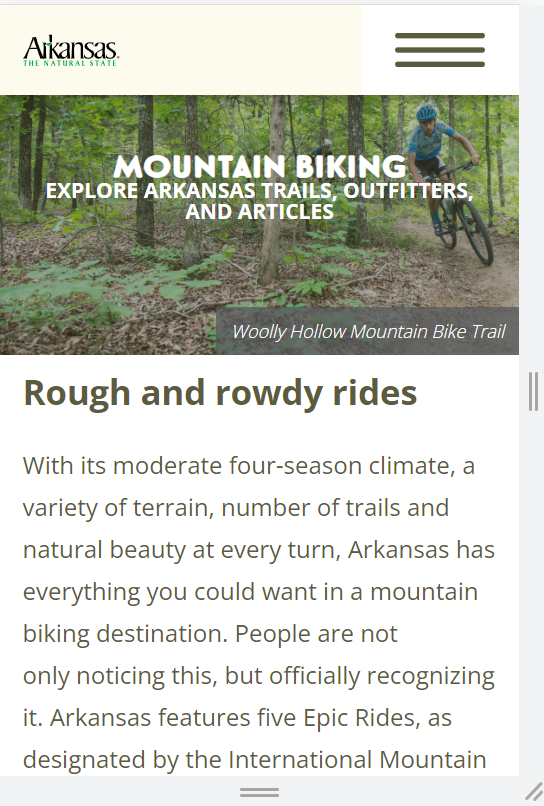 Arkansas.
THE NATURAL STATE
MOUNTAIN BIKING
EXPLORE ARKANSAS TRAILS, OUTFITTERS,
AND ARTICLES
Woolly Hollow Mountain Bike Trail
Rough and rowdy rides
With its moderate four-season climate, a
variety of terrain, number of trails and
natural beauty at every turn, Arkansas has
everything you could want in a mountain
biking destination. People are not
only noticing this, but officially recognizing
it. Arkansas features five Epic Rides, as
designated by the International Mountain